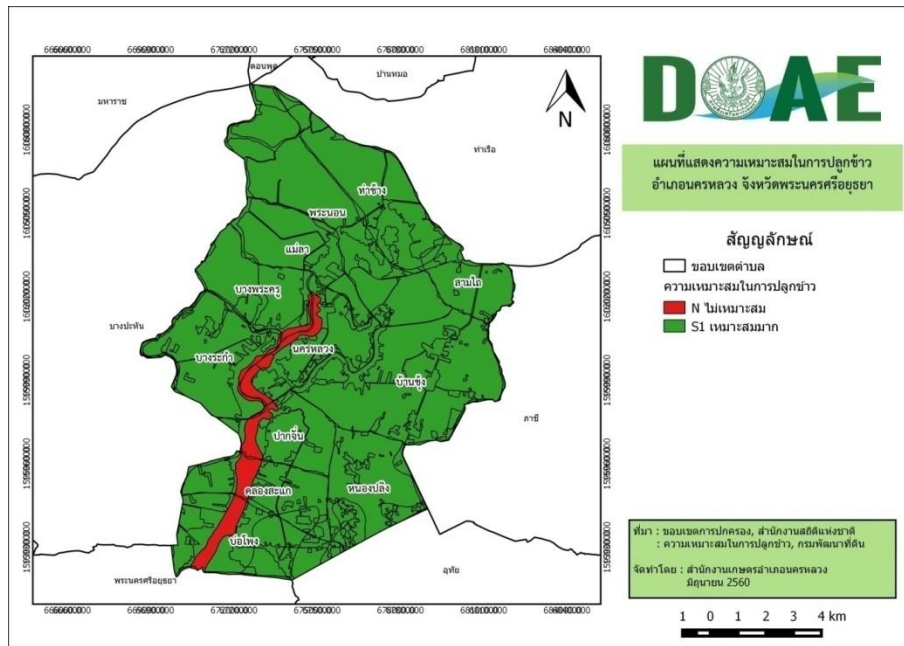 DOAE
แผนที่แสดงความเหมาะสมในการปลูกข้าว
อำเภอนครหลวง จังหวัดพระนครศรีอยุธยา
สัญญลักษณ์
ขอบเขตตำบล
ความเหมาะสมในการปลูกข้าว
N ไม่เหมาะสม
S1 เหมาะสมมาก
N
ดอนพุด
บ้านหมอ
มหาราช
ท่าเรือ
ท่าช้าง
พระนอน
แม่ลา
สามไถ
บางพระครู
บางปะหัน
นครหลวง
บางระกำ
บ้านชุ้ง
ภาชี
ปากจั่น
คลองสะแก
หนองปลิง
บ่อโพง
พระนครศรีอยุธยา
อุทัย
ที่มา : ขอบเขตการปกครอง, สำนักงานสถิติแห่งชาติ
: ความเหมาะสมในการปลูกข้าว, กรมพัฒนาที่ดิน
จัดทำโดย : สำนักงานเกษตรอำเภอนครหลวง
มิถุนายน 2560
1 0 1 2 3 4 km